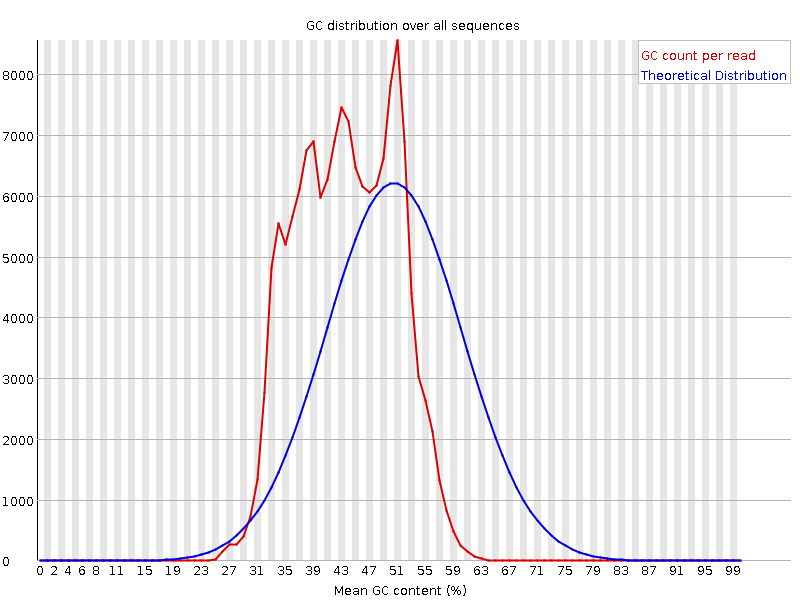 GC distribution over all sequences
GC count per read
Theoretical Distribution
8000
7000
6000
5000
4000
3000
2000
1000
0
0 2 4 6 8 11 15 19 23 27 31 35 39 43 47 51 55 59 63 67 71 75 79 83 87 91 95 99
Mean GC content (%)